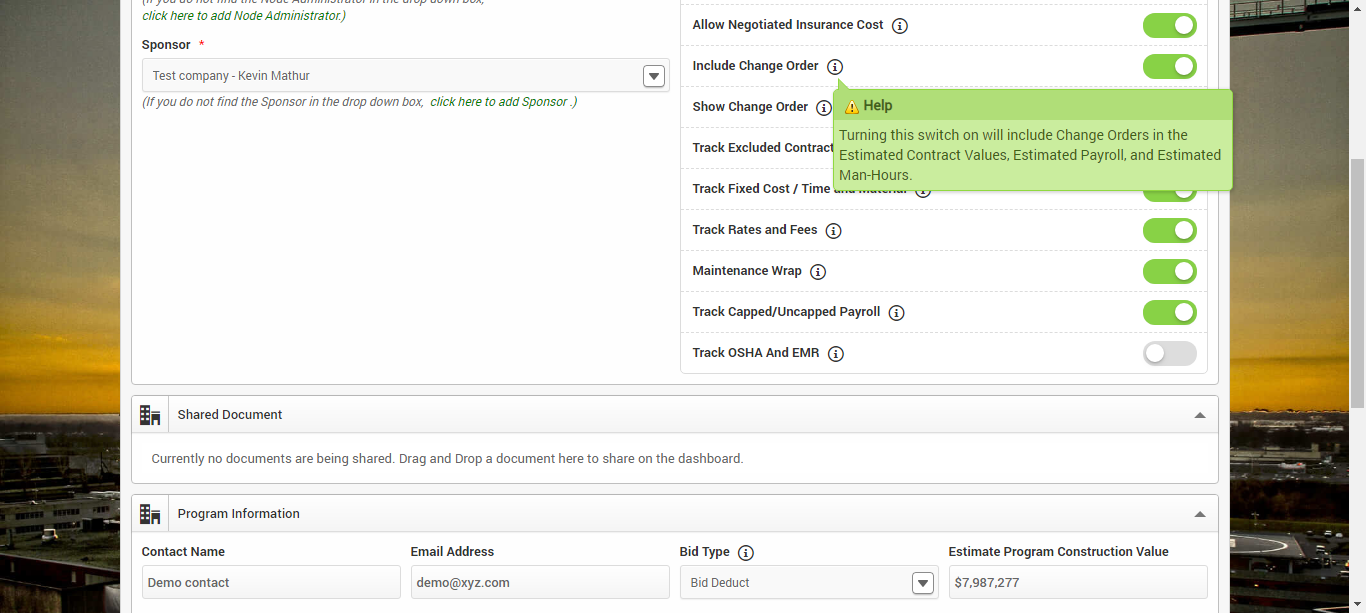 (If you do not find the Node Administrator in the drop down box,
click here to add Node Administrator.)
Sponsor *
Test company - Kevin Mathur
(If you do not find the Sponsor in the drop down box, click here to add Sponsor .)
Allow Negotiated Insurance Cost
Include Change Order
Show Change Order
Help
Turning this switch on will include Change Orders in the
Estimated Contract Values, Estimated Payroll, and Estimated
Man-Hours.
Track Excluded Contract
Track Fixed Cost / Time and Material
Track Rates and Fees
Maintenance Wrap
Track Capped/Uncapped Payroll
Track OSHA And EMR
Shared Document
Currently no documents are being shared. Drag and Drop a document here to share on the dashboard.
Program Information
Contact Name
Demo contact
Email Address
demo@xyz.com
Bid Type
Bid Deduct
Estimate Program Construction Value
$7,987,277